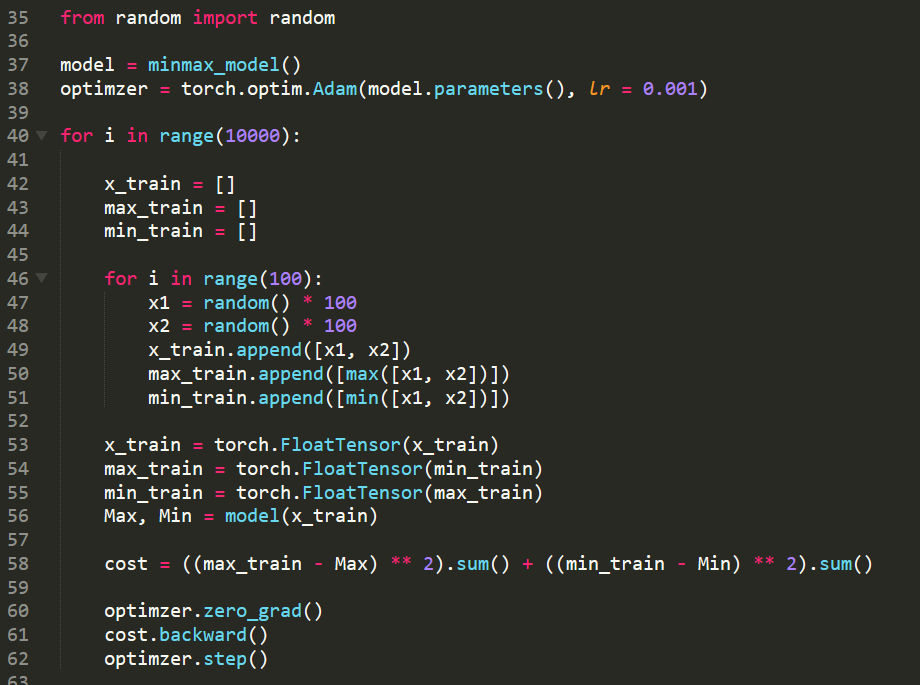 35 from random import random
36
37 model = minmax_model()
38 optimzer = torch.optim.Adam(model.parameters(), lr = 0.001)
39
40 for i in range(10000):
41
42     x_train = []
43     max_train = []
44     min_train = []
45
46     for i in range(100):
47         x1 = random() * 100
48         x2 = random() * 100
49         x_train.append([x1, x2])
50         max_train.append([max([x1, x2])])
51         min_train.append([min([x1, x2])])
52
53     x_train = torch.FloatTensor(x_train)
54     max_train = torch.FloatTensor(min_train)
55     min_train = torch.FloatTensor(max_train)
56     Max, Min = model(x_train)
57
58     cost = ((max_train - Max) ** 2).sum() + ((min_train - Min) ** 2).sum()
59
60     optimzer.zero_grad()
61     cost.backward()
62     optimzer.step()
63